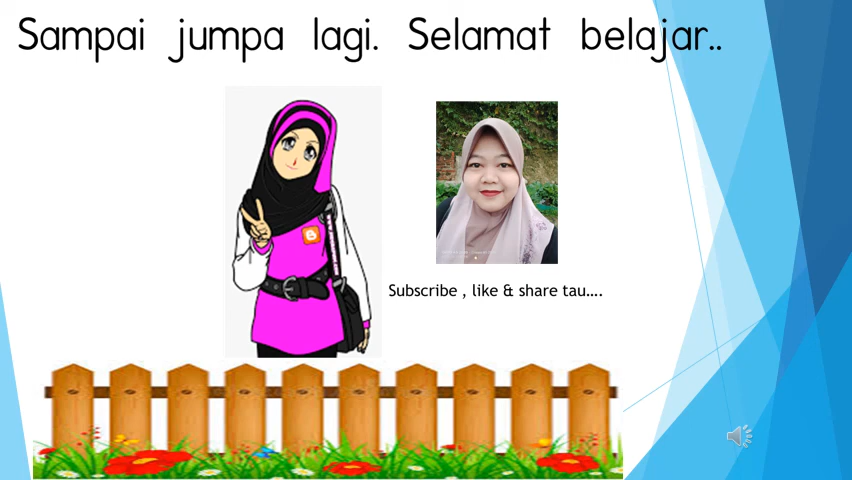 Sampai jumpa lagi. Selamat belajar..
B
Subscribe , like & share tau....